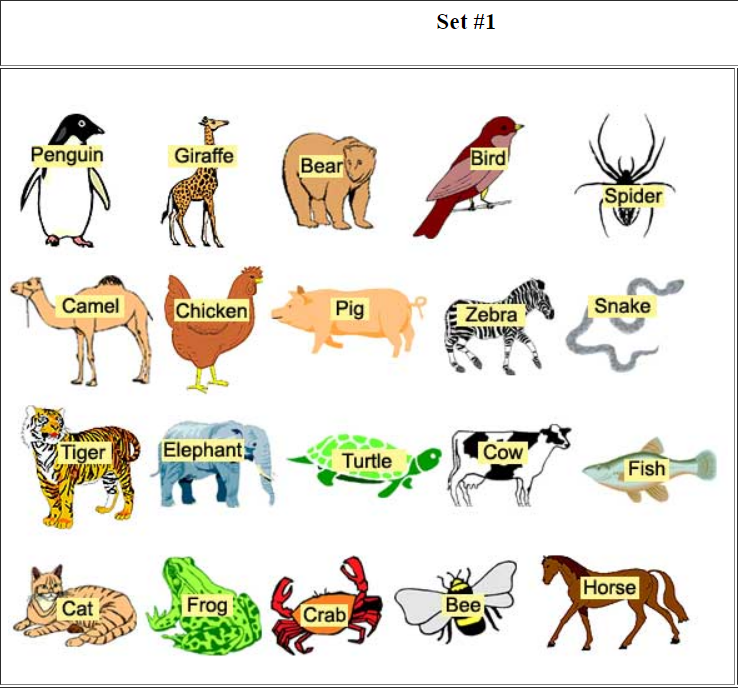 Set #1
Penguin
Giraffe
Bear
Bird
Spider
Camel
Chicken
Pig
Zebra
Snake
Tiger
Elephant
Turtle
Cow
Fish
Cat
Frog
Crab
Bee
Horse